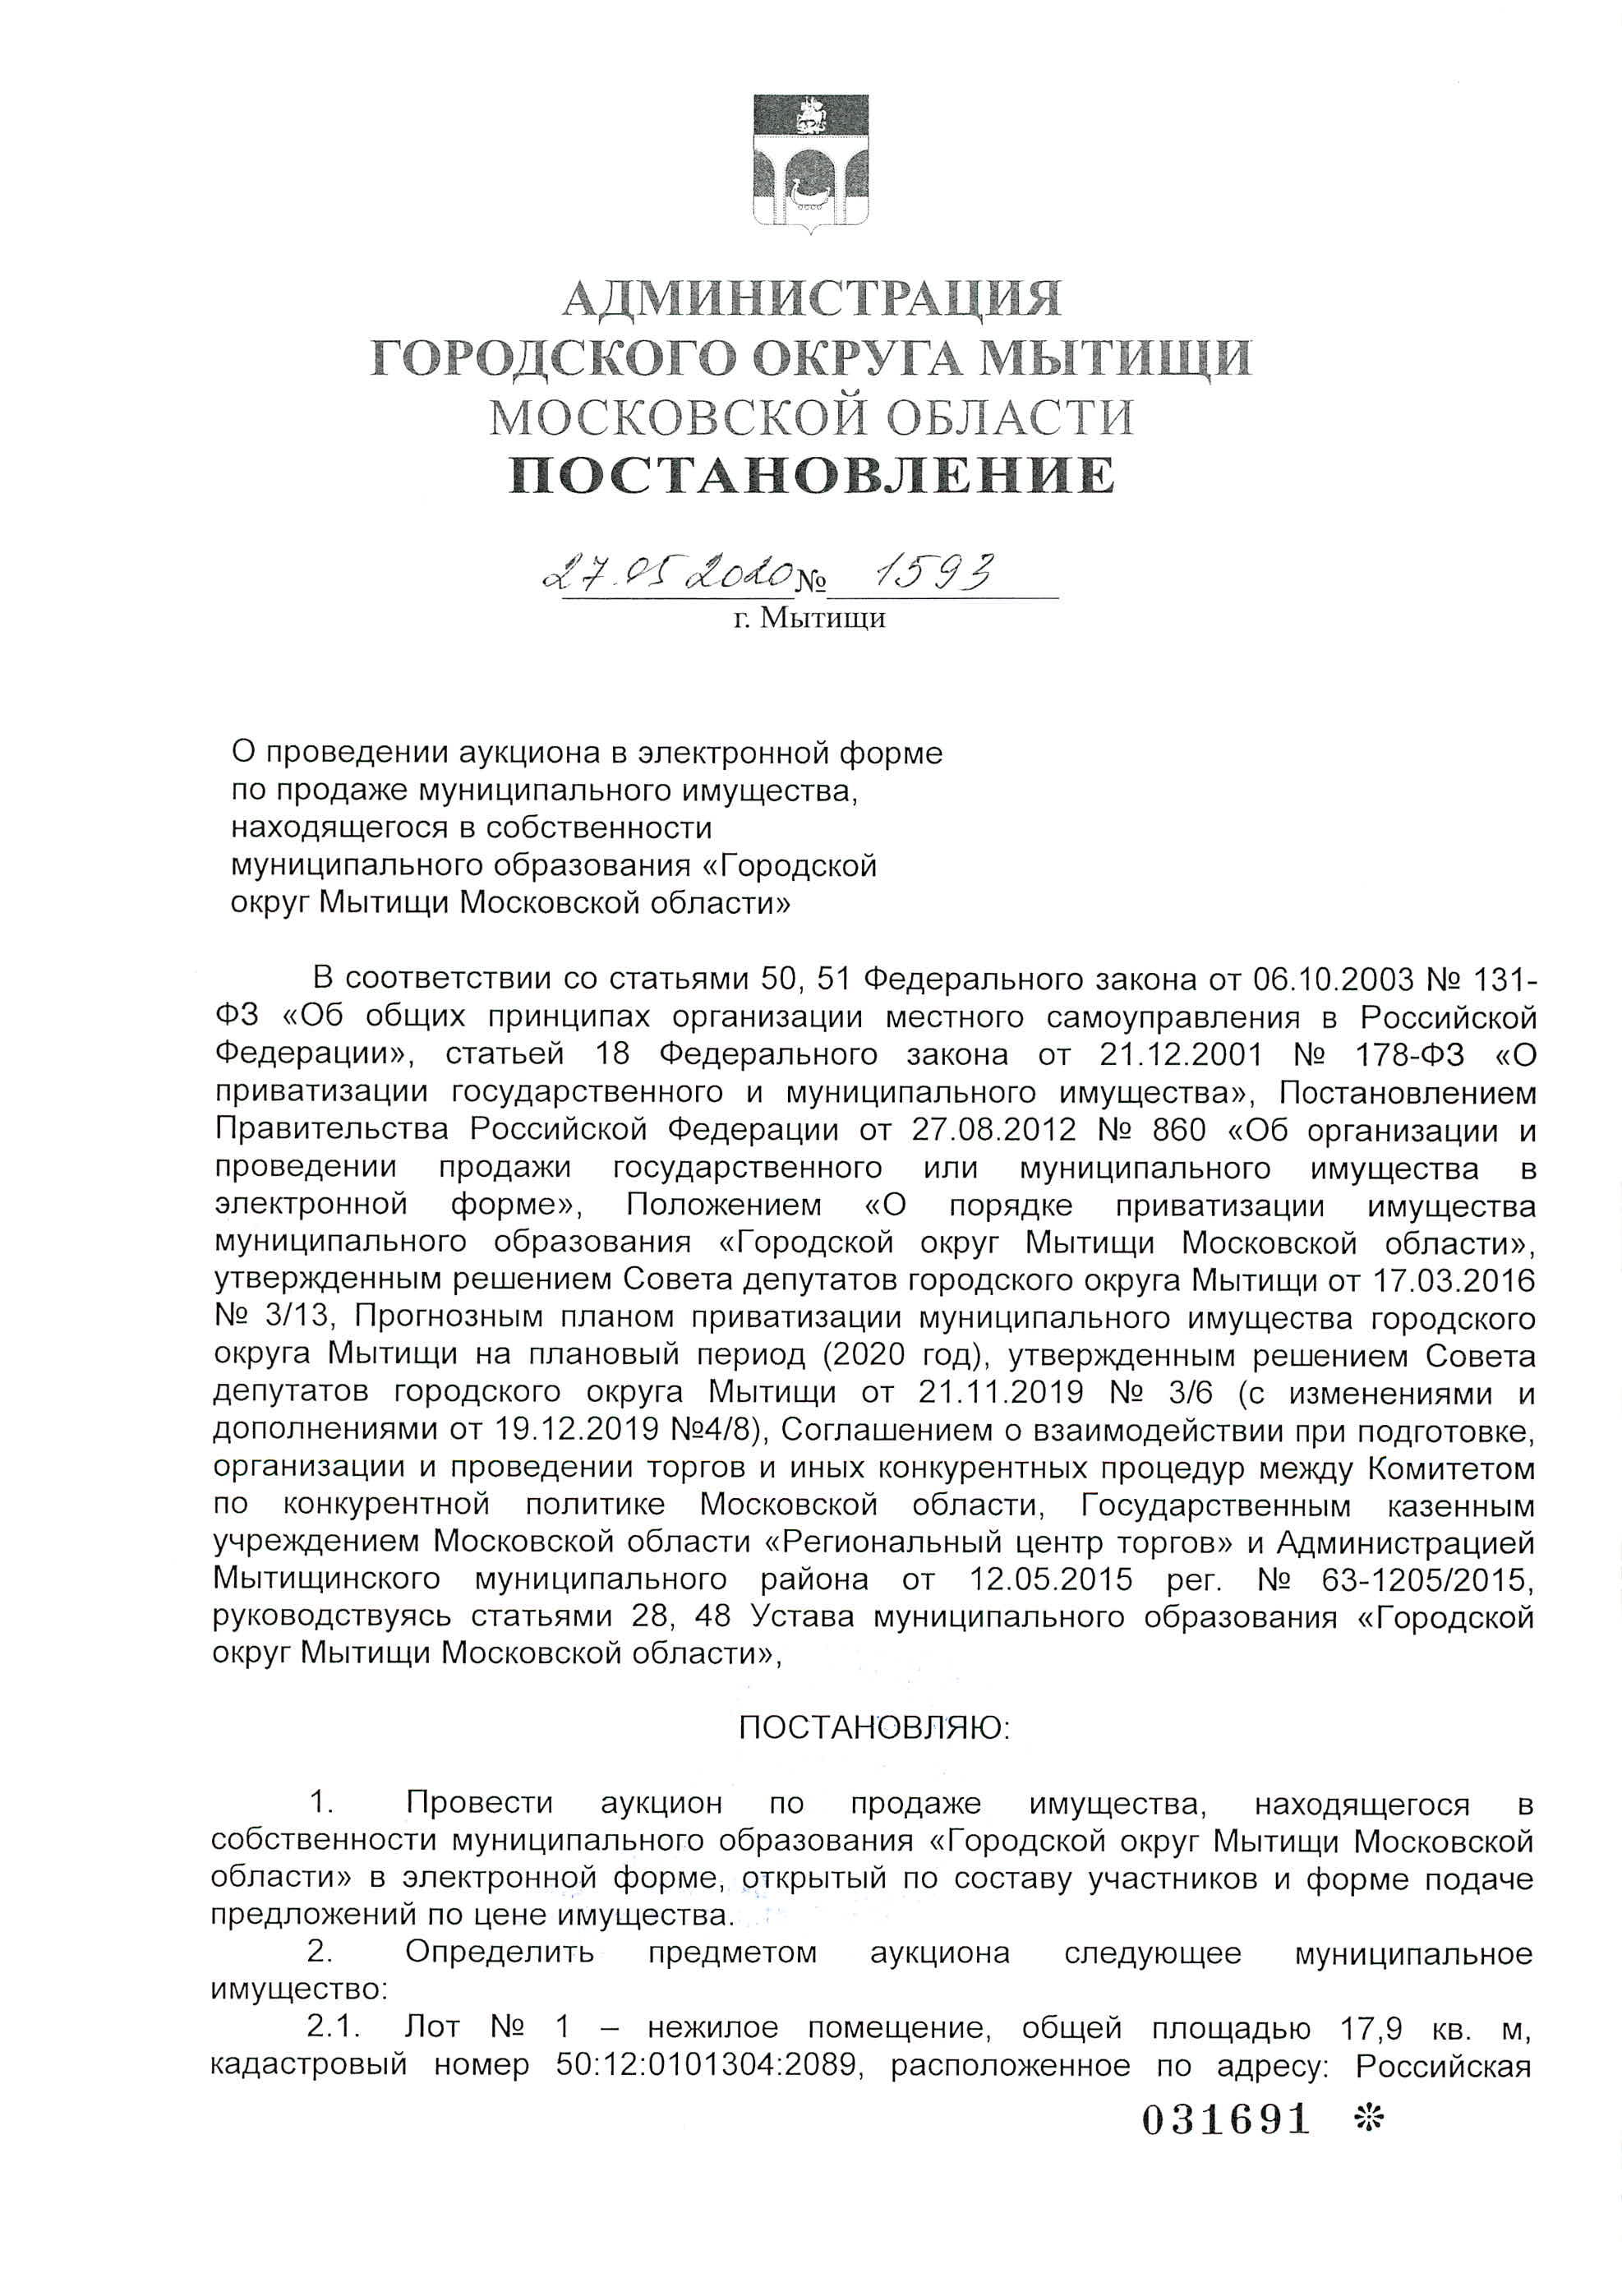 АДМИНИСТРАЦИЯ
ГОРОДСКОГО ОКРУГА МЫТИЩИ
МОСКОВСКОЙ ОБЛАСТИ
ПОСТАНОВЛЕНИЕ
27.05 2020 № 1593
г. Мытищи
О проведении аукциона в электронной форме
по продаже муниципального имущества,
находящегося в собственности
муниципального образования «Городской
округ Мытищи Московской области»
В соответствии со статьями 50, 51 Федерального закона от 06.10.2003 № 131-
ФЗ «Об общих принципах организации местного самоуправления в Российской
Федерации», статьей 18 Федерального закона от 21.12.2001 № 178-ФЗ «О
приватизации государственного и муниципального имущества», Постановлением
Правительства Российской Федерации от 27.08.2012 № 860 «Об организации и
проведении продажи государственного или муниципального имущества в
электронной форме», Положением «О порядке приватизации имущества
муниципального образования «Городской округ Мытищи Московской области»,
утвержденным решением Совета депутатов городского округа Мытищи от 17.03.2016
№ 3/13, Прогнозным планом приватизации муниципального имущества городского
округа Мытищи на плановый период (2020 год), утвержденным решением Совета
депутатов городского округа Мытищи от 21.11.2019 № 3/6 (с изменениями и
дополнениями от 19.12.2019 №4/8), Соглашением о взаимодействии при подготовке,
организации и проведении торгов и иных конкурентных процедур между Комитетом
по конкурентной политике Московской области, Государственным казенным
учреждением Московской области «Региональный центр торгов» и Администрацией
Мытищинского муниципального района от 12.05.2015 рег. № 63-1205/2015,
руководствуясь статьями 28, 48 Устава муниципального образования «Городской
округ Мытищи Московской области»,
ПОСТАНОВЛЯЮ:
1. Провести аукцион по продаже имущества, находящегося в
собственности муниципального образования «Городской округ Мытищи Московской
области» в электронной форме, открытый по составу участников и форме подаче
предложений по цене имущества.
2. Определить предметом аукциона следующее муниципальное
имущество:
2.1. Лот № 1 – нежилое помещение, общей площадью 17,9 кв. м,
кадастровый номер 50:12:0101304:2089, расположенное по адресу: Российская
031691 ❊